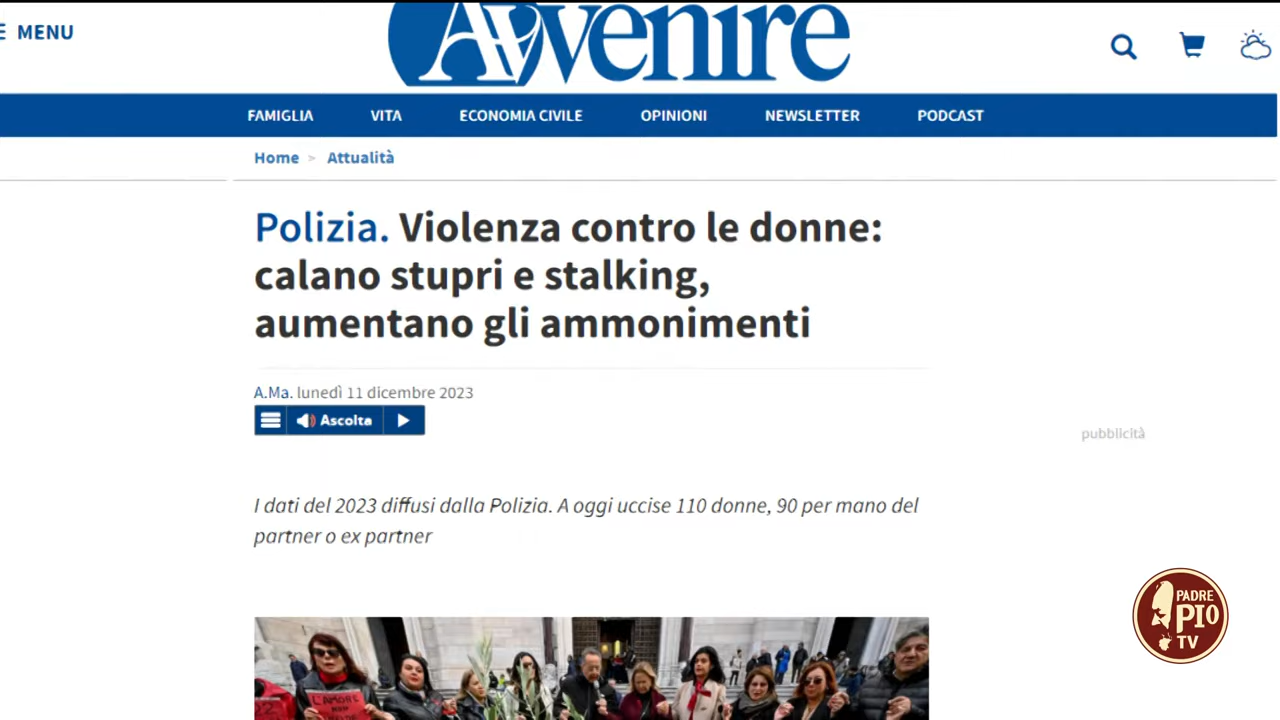 MENU
Avvenire
FAMIGLIA VITA ECONOMIA CIVILE OPINIONI NEWSLETTER PODCAST
Home > Attualità
Polizia. Violenza contro le donne:
calano stupri e stalking,
aumentano gli ammonimenti
A.Ma. lunedì 11 dicembre 2023
Ascolta
pubblicità
I dati del 2023 diffusi dalla Polizia. A oggi uccise 110 donne, 90 per mano del
partner o ex partner
PADRE
PIO
TV
L'AMORE
NON